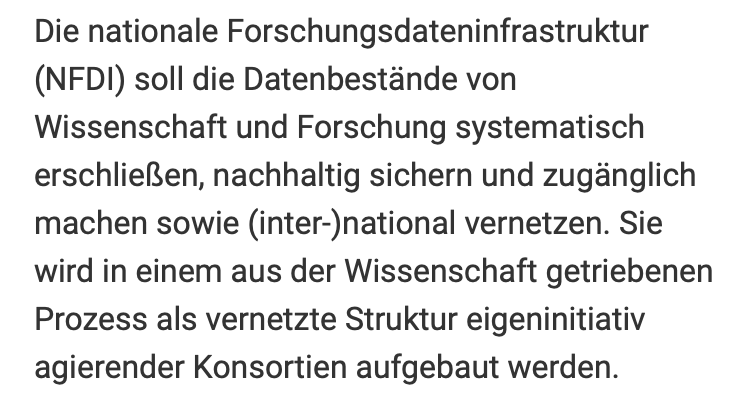 Die nationale Forschungsdateninfrastruktur
(NFDI) soll die Datenbestände von
Wissenschaft und Forschung systematisch
erschließen, nachhaltig sichern und zugänglich
machen sowie (inter-)national vernetzen. Sie
wird in einem aus der Wissenschaft getriebenen
Prozess als vernetzte Struktur eigeninitiativ
agierender Konsortien aufgebaut werden.